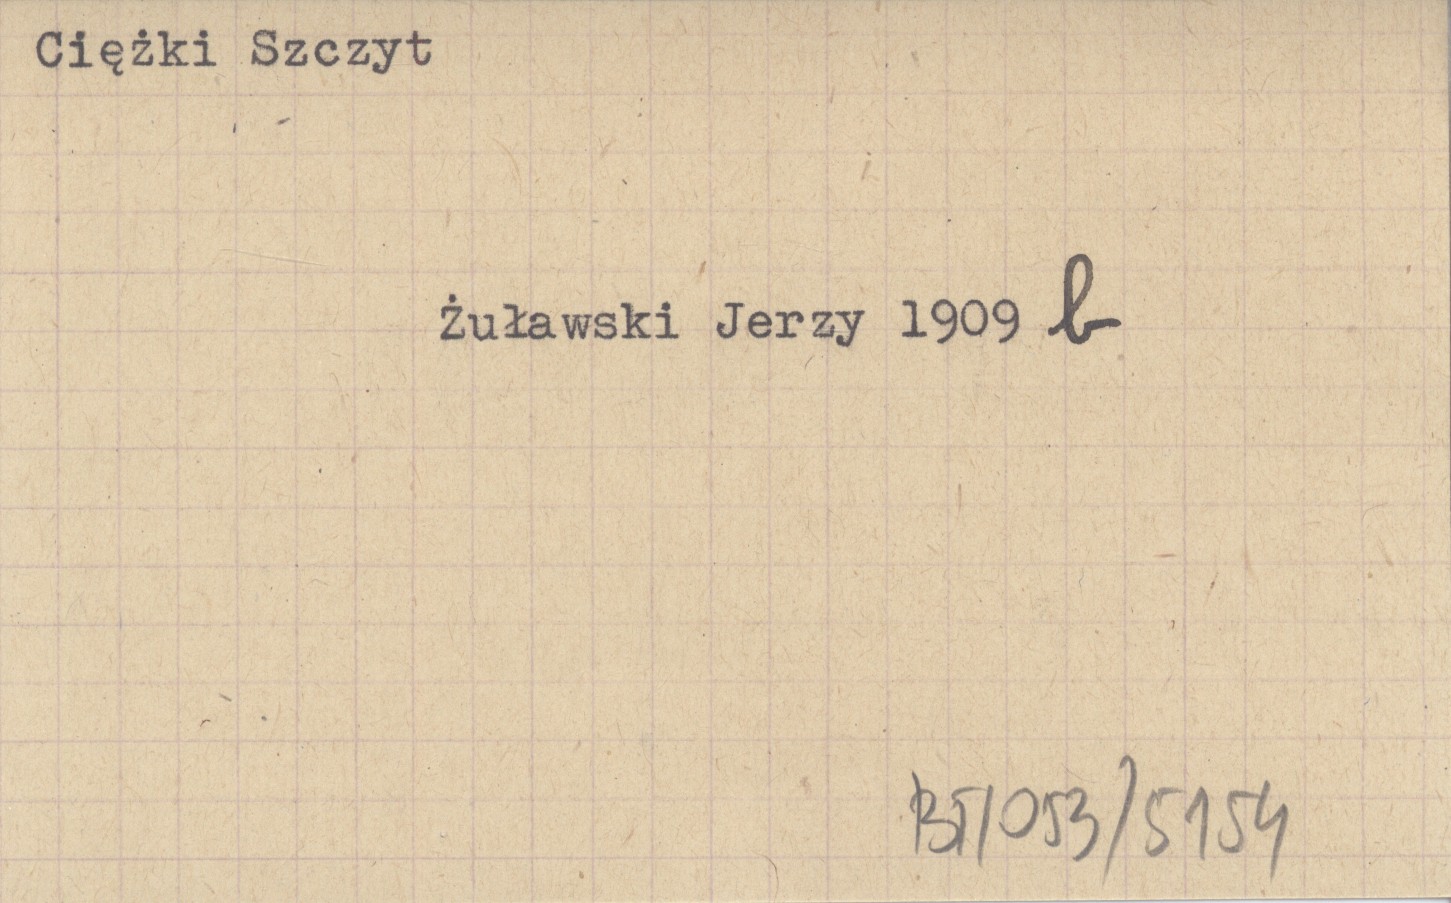 Ciężki Szczyt
Żuławski Jerzy 1909 b
BT/053/5154